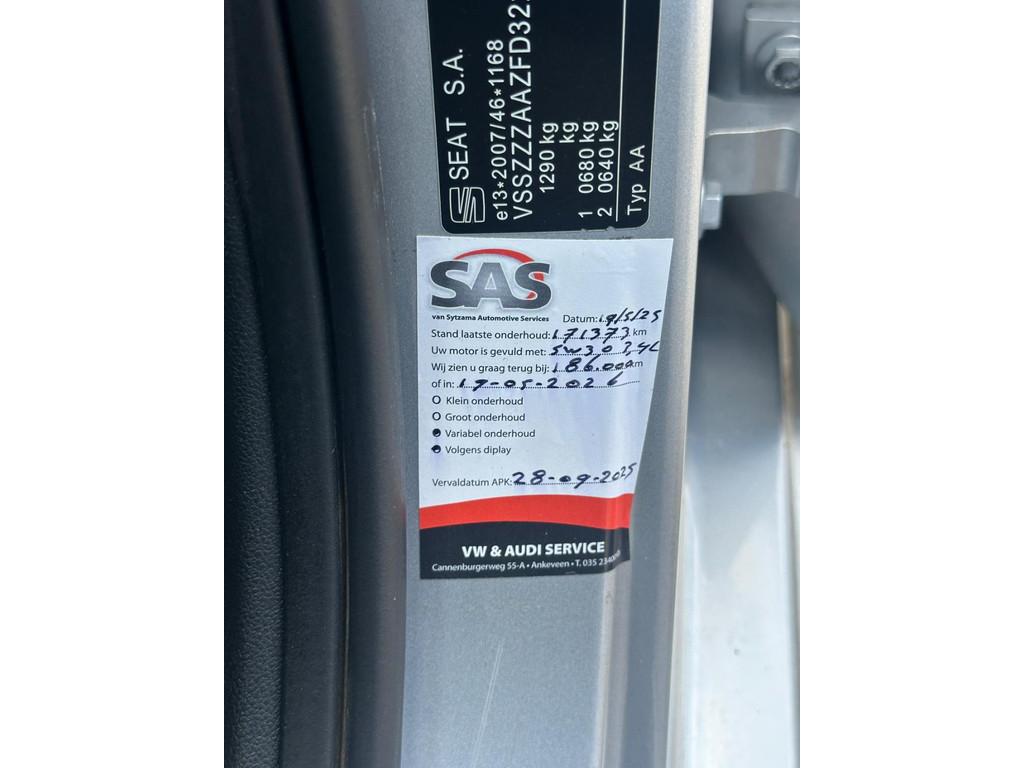 SEAT S.A.
e13*2007/46*1168
VSSZZZAAZFD32
1290 kg
kg
1 0680 kg
2 0640 kg
Typ AA
SAS
van Sytzama Automotive Services
Datum: 19/5/25
Stand laatste onderhoud: 171373 km
Uw motor is gevuld met: 5W30 3,4L
Wij zien u graag terug bij: 186.000 km
of in: 19-05-2026
O Klein onderhoud
O Groot onderhoud
Variabel onderhoud
Volgens diplay
Vervaldatum APK: 28-09-2025
VW & AUDI SERVICE
Cannenburgerweg 55-A • Ankeveen • T. 035